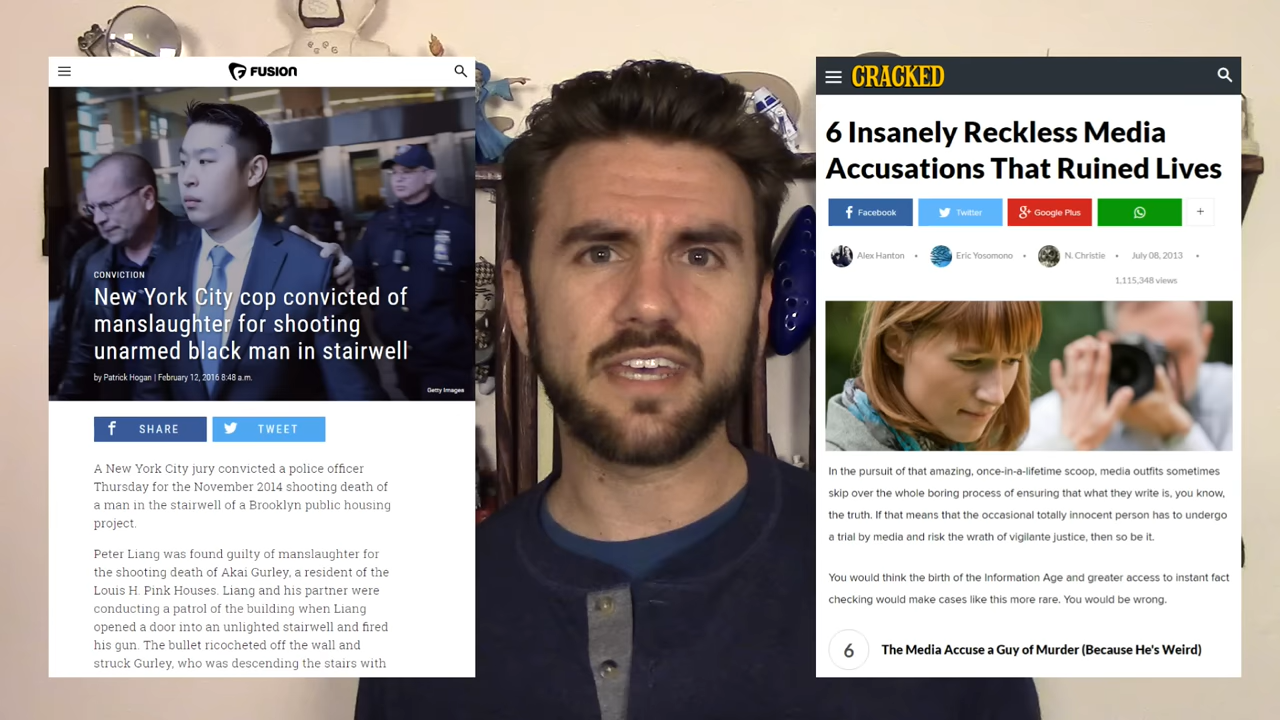 FUSION
CONVICTION
New York City cop convicted of
manslaughter for shooting
unarmed black man in stairwell
by Patrick Hogan | February 12, 2016 8:48 a.m.
Getty Images
f SHARE
TWEET
A New York City jury convicted a police officer
Thursday for the November 2014 shooting death of
a man in the stairwell of a Brooklyn public housing
project.
Peter Liang was found guilty of manslaughter for
the shooting death of Akai Gurley, a resident of the
Louis H. Pink Houses. Liang and his partner were
conducting a patrol of the building when Liang
opened a door into an unlighted stairwell and fired
his gun. The bullet ricocheted off the wall and
struck Gurley, who was descending the stairs with
CRACKED
6 Insanely Reckless Media
Accusations That Ruined Lives
f Facebook
Twitter
g+ Google Plus
+
Alex Hanton • Eric Yosomono • N. Christie • July 08, 2013 •
1,115,348 views
In the pursuit of that amazing, once-in-a-lifetime scoop, media outfits sometimes
skip over the whole boring process of ensuring that what they write is, you know,
the truth. If that means that the occasional totally innocent person has to undergo
a trial by media and risk the wrath of vigilante justice, then so be it.
You would think the birth of the Information Age and greater access to instant fact
checking would make cases like this more rare. You would be wrong.
6 The Media Accuse a Guy of Murder (Because He's Weird)